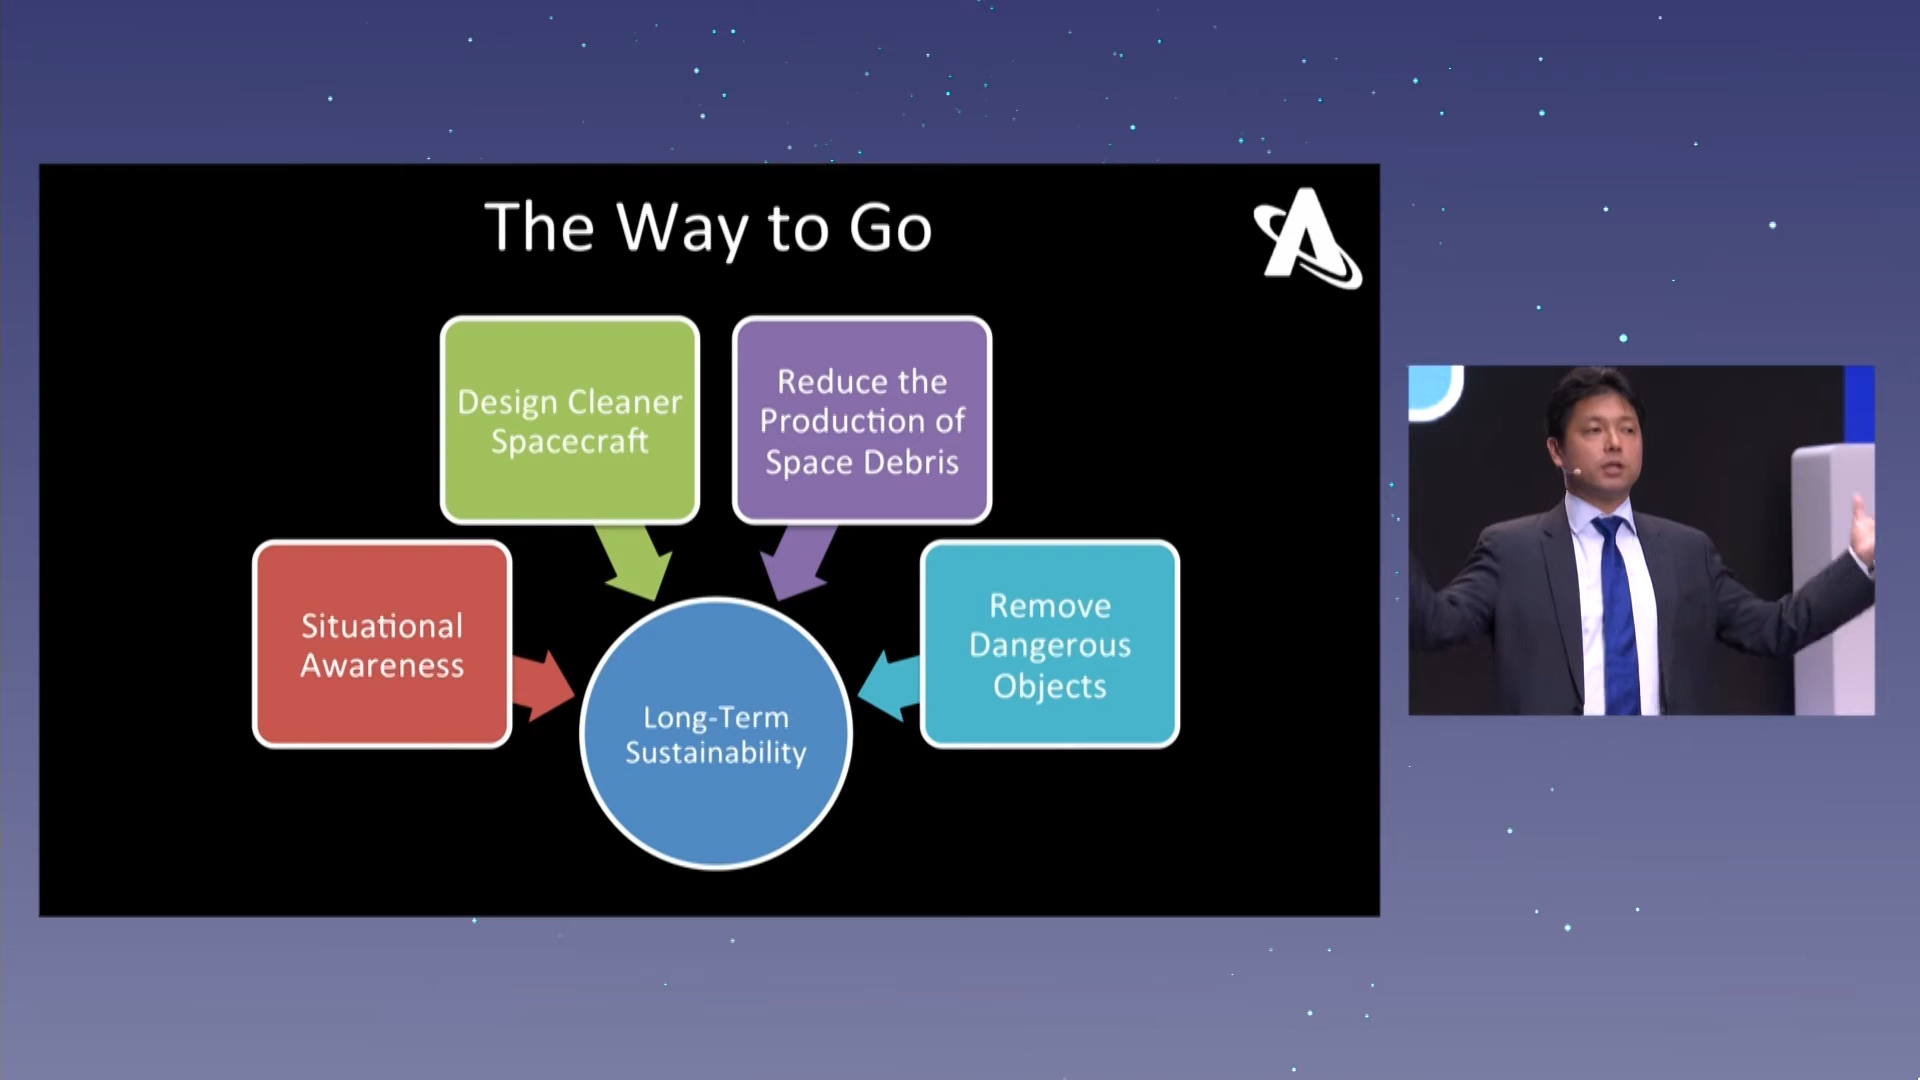 The Way to Go
Design Cleaner
Spacecraft
Reduce the
Production of
Space Debris
Situational
Awareness
Remove
Dangerous
Objects
Long-Term
Sustainability